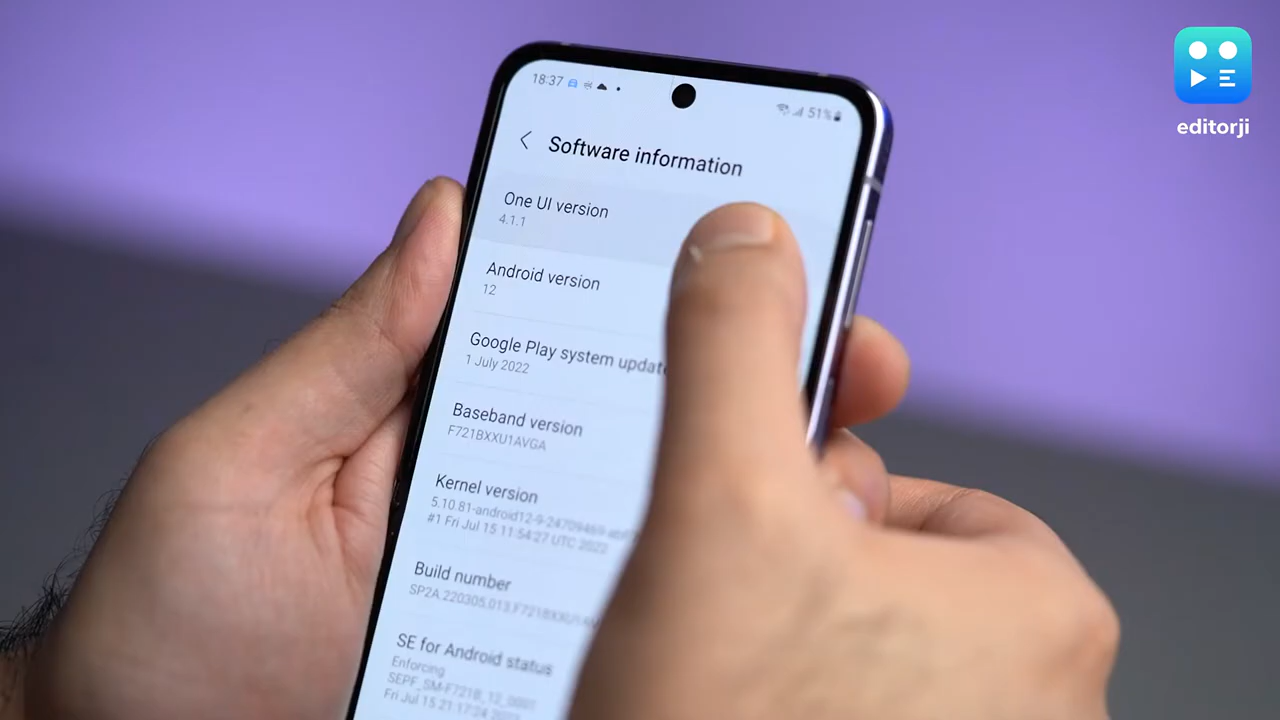 18:37
51%
editorji
Software information
One UI version
4.1.1
Android version
12
Google Play system update
1 July 2022
Baseband version
F721BXXU1AVGA
Kernel version
5.10.81-android12-9-24709469-abF7
#1 Fri Jul 15 11:54:27 UTC 2022
Build number
SP2A.220305.013.F721BXXU1
SE for Android status
Enforcing
SEPF_SM-F721B_12_0001
Fri Jul 15 21:17:24